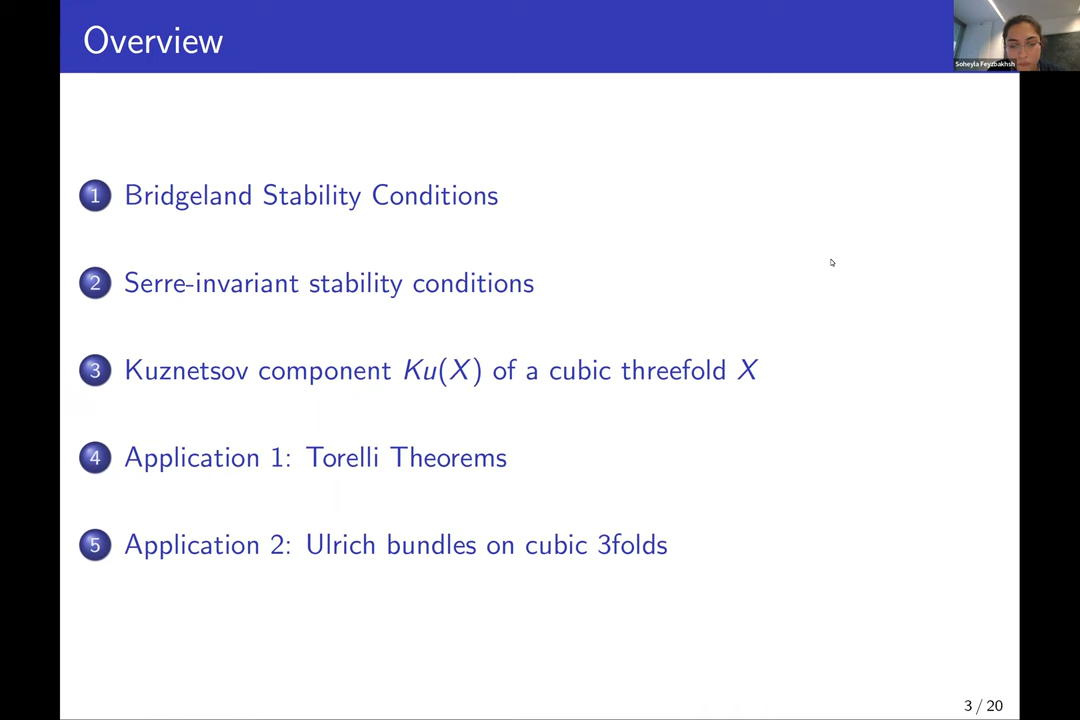 Overview
Soheyla Feyzbakhsh
1 Bridgeland Stability Conditions
2 Serre-invariant stability conditions
3 Kuznetsov component Ku(X) of a cubic threefold X
4 Application 1: Torelli Theorems
5 Application 2: Ulrich bundles on cubic 3folds
3 / 20